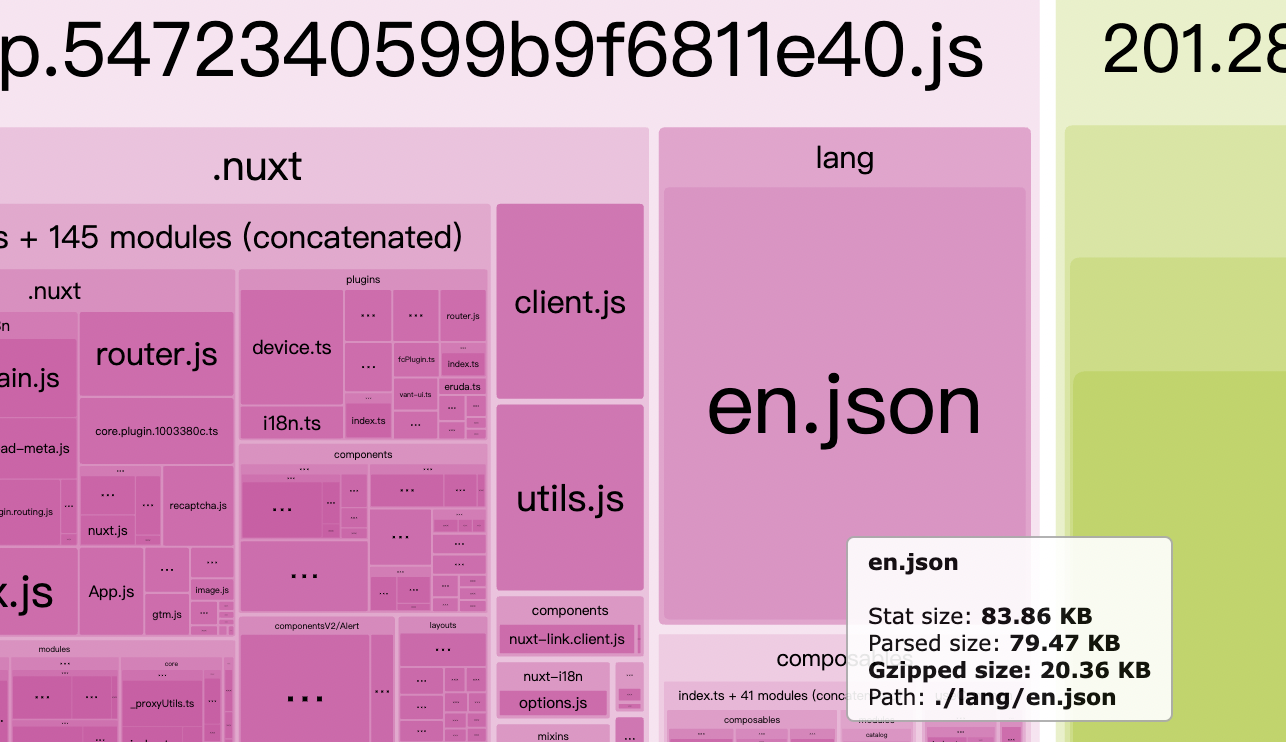 p.5472340599b9f6811e40.js
201.28
.nuxt
lang
s + 145 modules (concatenated)
client.js
en.json
.nuxt
plugins
device.ts
...
...
router.js
...
fcPlugin.ts
...
index.ts
eruda.ts
...
vant-ui.ts
i18n.ts
index.ts
...
...
...
...
...
router.js
ain.js
core.plugin.1003380c.ts
ad-meta.js
...
...
...
recaptcha.js
gin.routing.js
...
nuxt.js
...
components
...
...
utils.js
x.js
App.js
...
...
image.js
gtm.js
...
components
nuxt-link.client.js
nuxt-i18n
options.js
mixins
...
componentsV2/Alert
layouts
...
...
...
modules
...
core
...
_proxyUtils.ts
en.json
Stat size: 83.86 KB
Parsed size: 79.47 KB
Gzipped size: 20.36 KB
Path: ./lang/en.json
composables
index.ts + 41 modules (concate
composables
modules
catalog